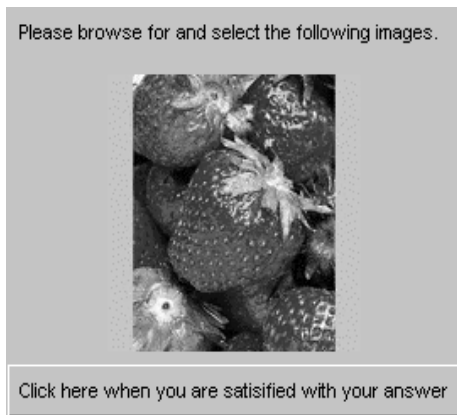 Please browse for and select the following images.
Click here when you are satisified with your answer